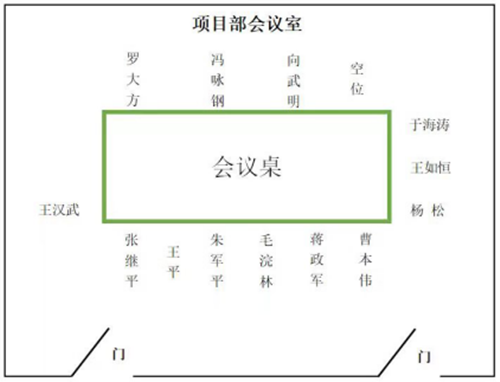 项目部会议室
罗大方
冯咏钢
向武明
空位
于海涛
会议桌
王如恒
王汉武
杨 松
张继平
王平
朱军平
毛浣林
蒋政军
曹本伟
门
门